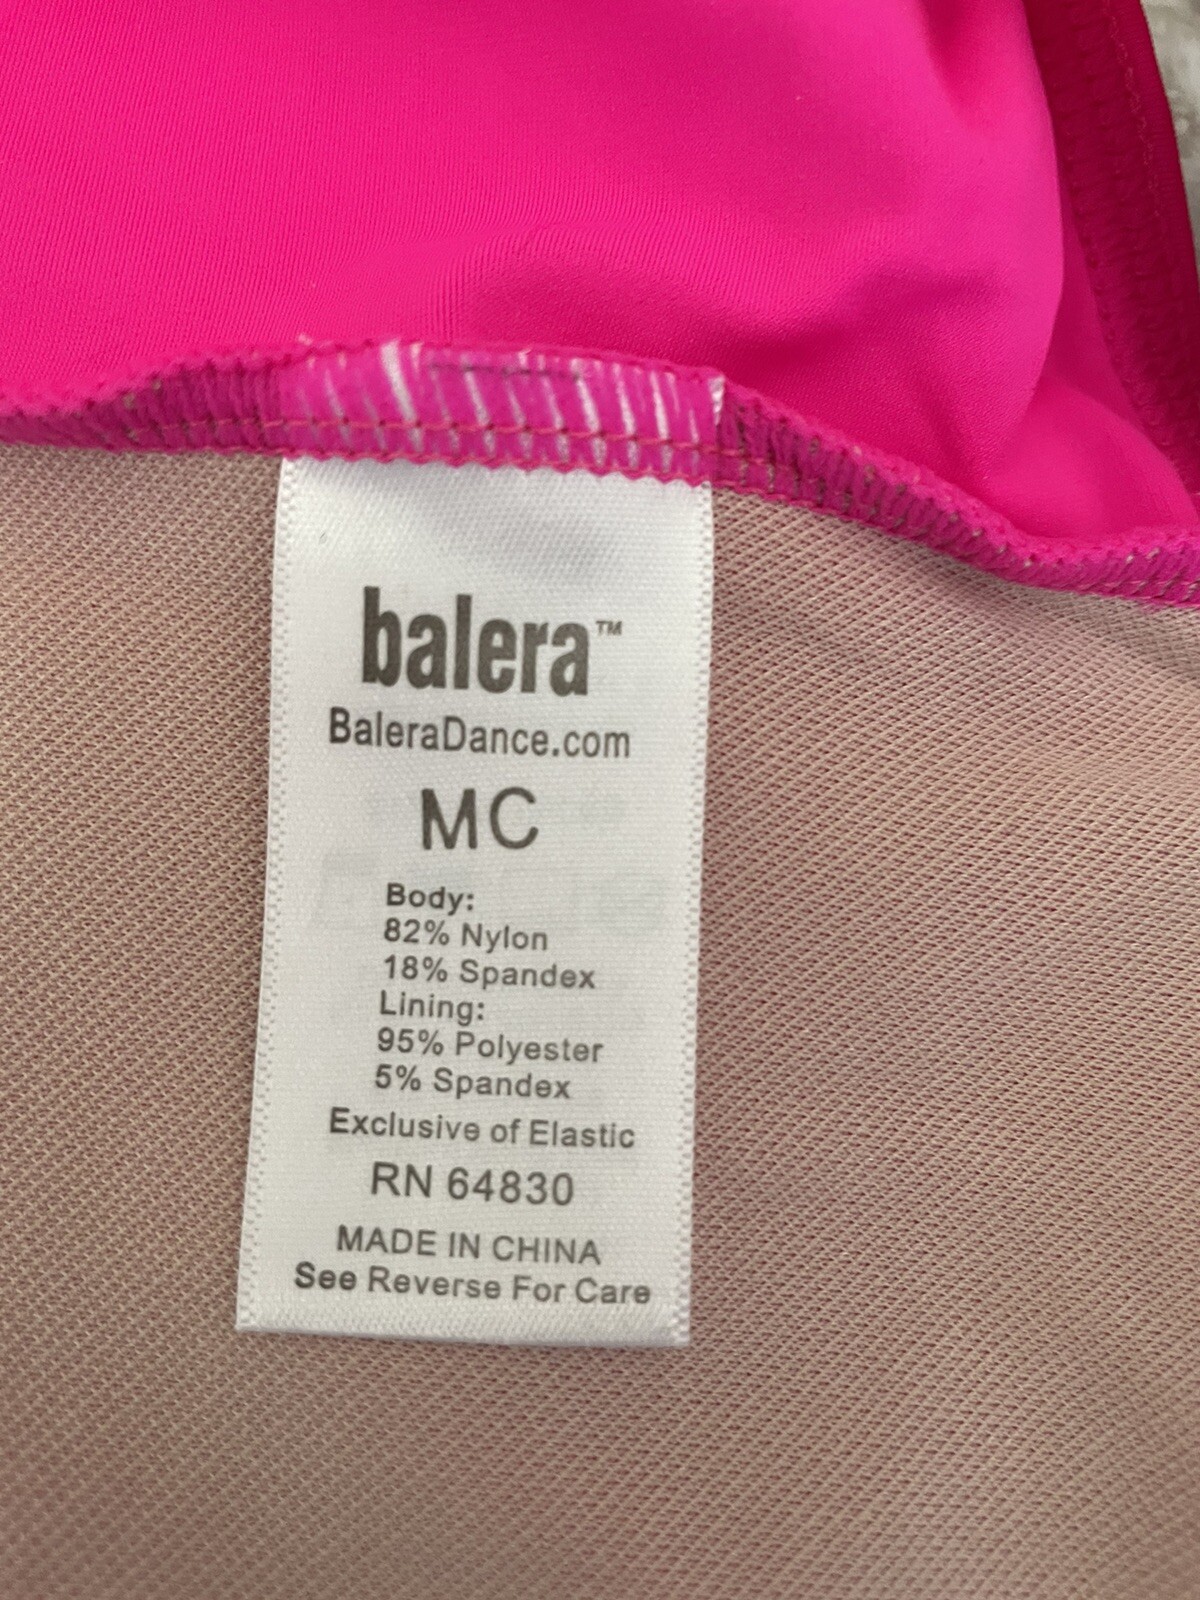 balera™
BaleraDance.com
MC
Body:
82% Nylon
18% Spandex
Lining:
95% Polyester
5% Spandex
Exclusive of Elastic
RN 64830
MADE IN CHINA
See Reverse For Care